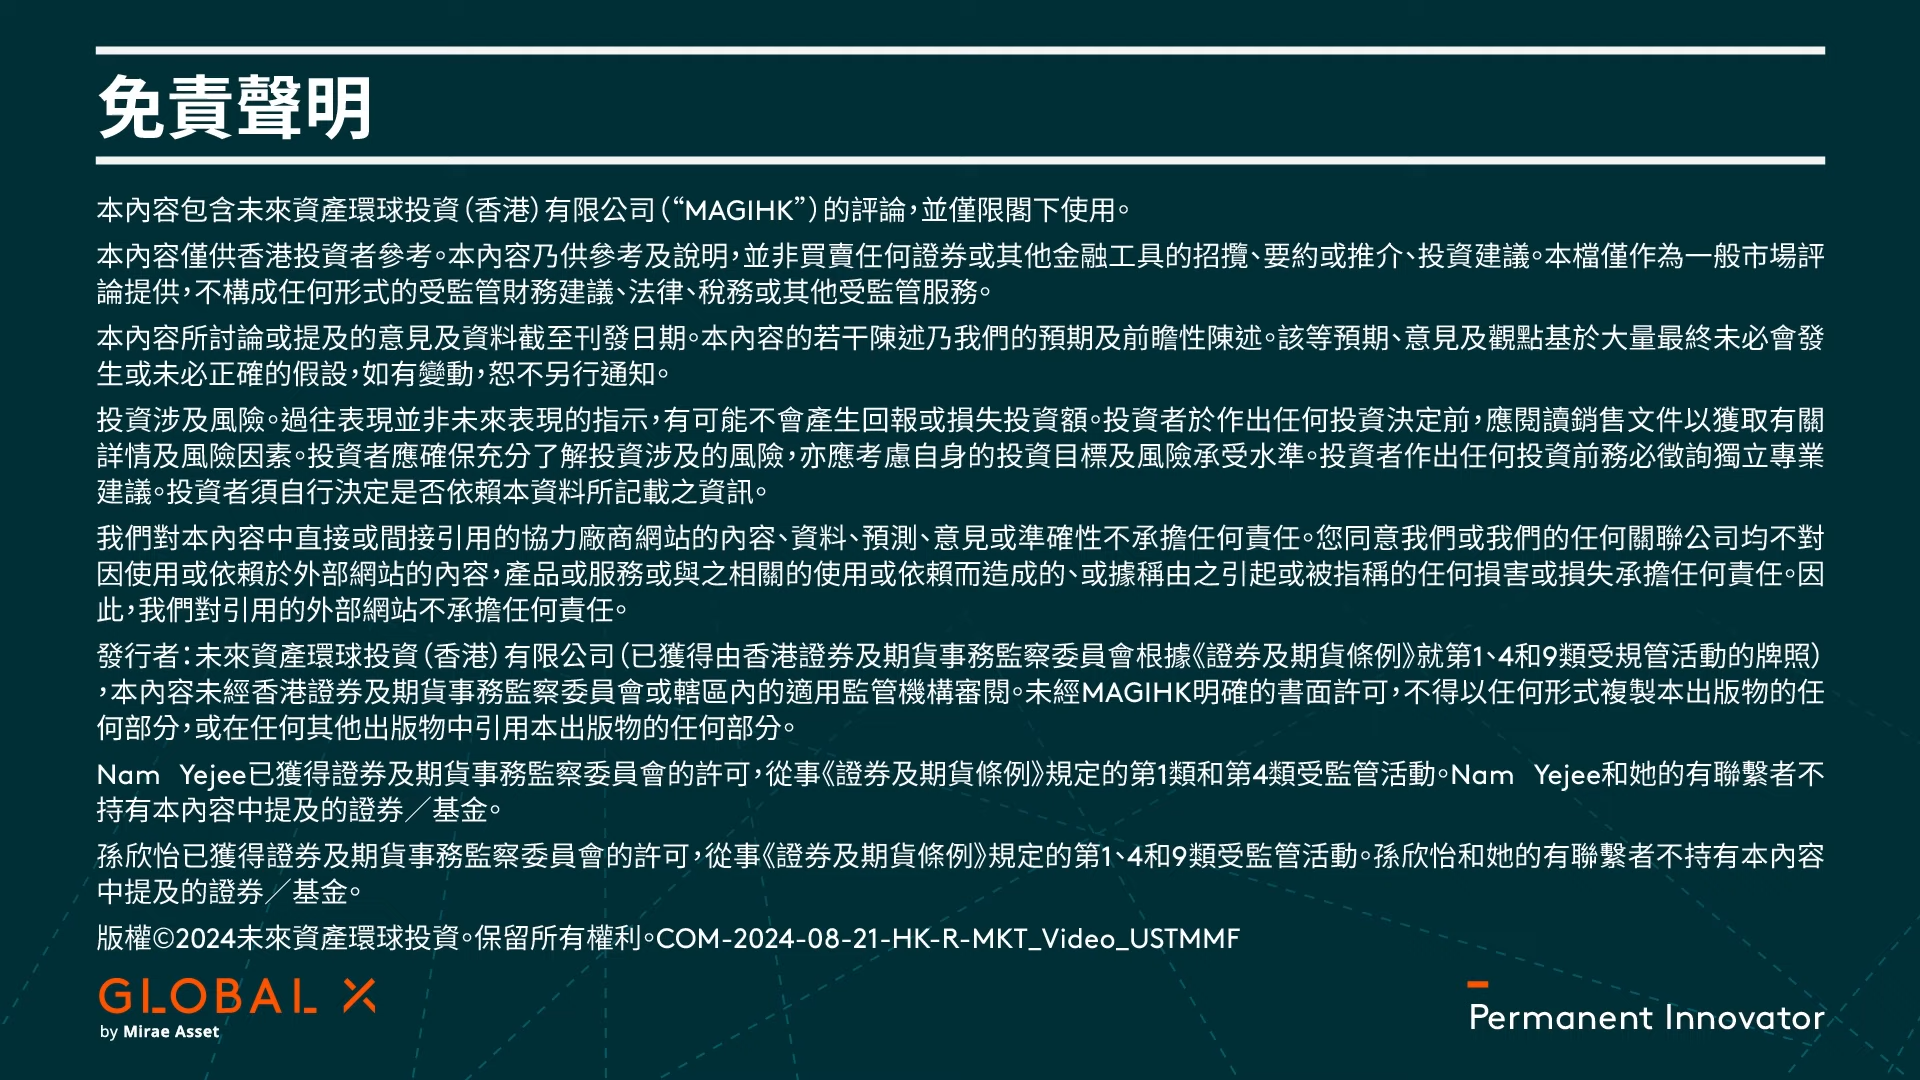 免責聲明
本內容包含未來資產環球投資（香港）有限公司（“MAGIHK”）的評論，並僅限閣下使用。
本內容僅供香港投資者參考。本內容乃供參考及說明，並非買賣任何證券或其他金融工具的招攬、要約或推介、投資建議。本檔僅作為一般市場評
論提供，不構成任何形式的受監管財務建議、法律、稅務或其他受監管服務。
本內容所討論或提及的意見及資料截至刊發日期。本內容的若干陳述乃我們的預期及前瞻性陳述。該等預期、意見及觀點基於大量最終未必會發
生或未必正確的假設，如有變動，恕不另行通知。
投資涉及風險。過往表現並非未來表現的指示，有可能不會產生回報或損失投資額。投資者於作出任何投資決定前，應閱讀銷售文件以獲取有關
詳情及風險因素。投資者應確保充分了解投資涉及的風險，亦應考慮自身的投資目標及風險承受水準。投資者作出任何投資前務必徵詢獨立專業
建議。投資者須自行決定是否依賴本資料所記載之資訊。
我們對本內容中直接或間接引用的協力廠商網站的內容、資料、預測、意見或準確性不承擔任何責任。您同意我們或我們的任何關聯公司均不對
因使用或依賴於外部網站的內容，產品或服務或與之相關的使用或依賴而造成的、或據稱由之引起或被指稱的任何損害或損失承擔任何責任。因
此，我們對引用的外部網站不承擔任何責任。
發行者：未來資產環球投資（香港）有限公司（已獲得由香港證券及期貨事務監察委員會根據《證券及期貨條例》就第1、4和9類受規管活動的牌照）
，本內容未經香港證券及期貨事務監察委員會或轄區內的適用監管機構審閱。未經MAGIHK明確的書面許可，不得以任何形式複製本出版物的任
何部分，或在任何其他出版物中引用本出版物的任何部分。
Nam Yejee已獲得證券及期貨事務監察委員會的許可，從事《證券及期貨條例》規定的第1類和第4類受監管活動。Nam Yejee和她的有聯繫者不
持有本內容中提及的證券／基金。
孫欣怡已獲得證券及期貨事務監察委員會的許可，從事《證券及期貨條例》規定的第1、4和9類受監管活動。孫欣怡和她的有聯繫者不持有本內容
中提及的證券／基金。
版權©2024未來資產環球投資。保留所有權利。COM-2024-08-21-HK-R-MKT_Video_USTMMF
GLOBAL X
by Mirae Asset
Permanent Innovator